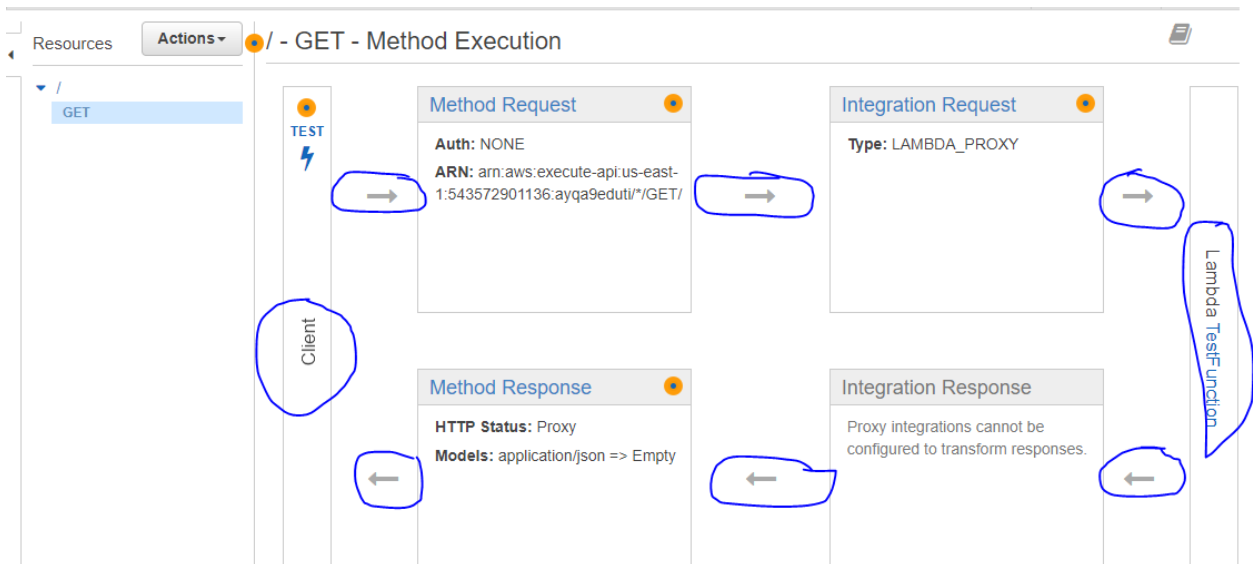 Resources
Actions
/ - GET - Method Execution
/
GET
TEST
Client
Method Request
Auth: NONE
ARN: arn:aws:execute-api:us-east-
1:543572901136:ayqa9eduti/*/GET/
Integration Request
Type: LAMBDA_PROXY
Lambda TestFunction
Method Response
HTTP Status: Proxy
Models: application/json => Empty
Integration Response
Proxy integrations cannot be
configured to transform responses.